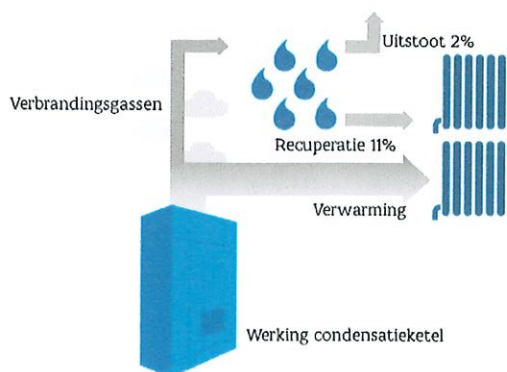 Uitstoot 2%
Verbrandingsgassen
Recuperatie 11%
Verwarming
Werking condensatieketel